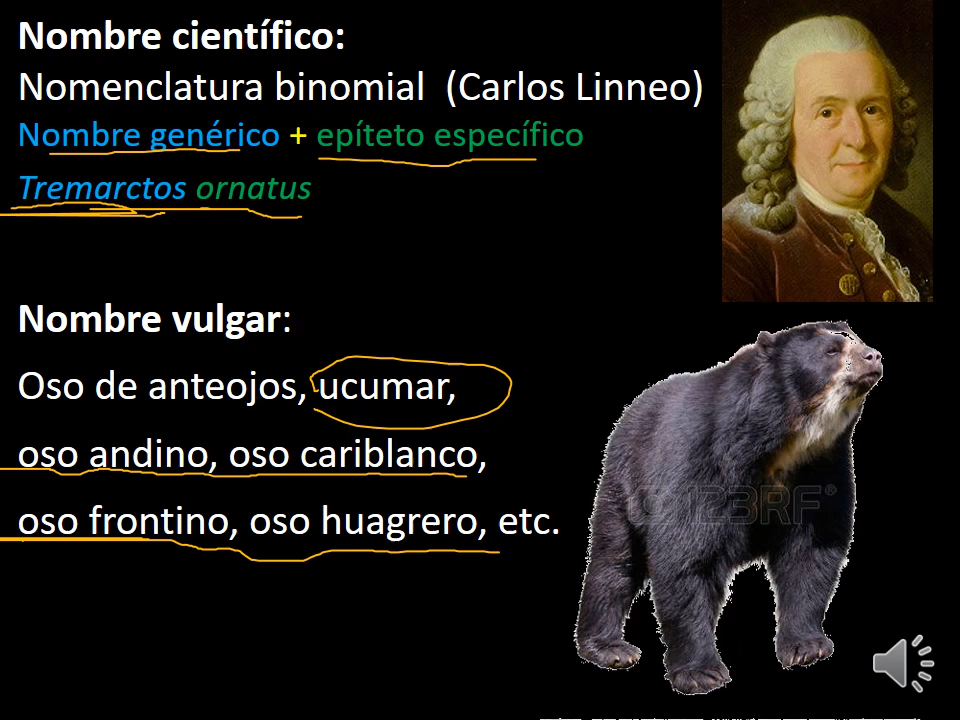 Nombre científico:
Nomenclatura binomial (Carlos Linneo)
Nombre genérico + epíteto específico
Tremarctos ornatus
Nombre vulgar:
Oso de anteojos, ucumar,
oso andino, oso cariblanco,
oso frontino, oso huagrero, etc.
123RF®